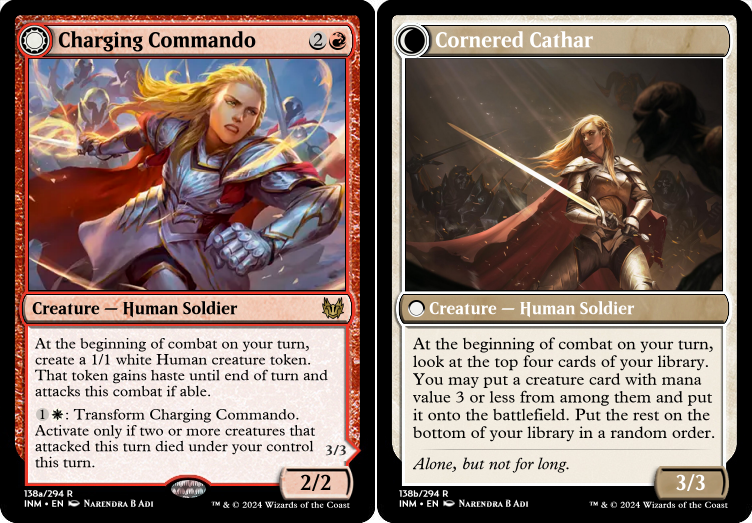 Charging Commando
2
Creature — Human Soldier
At the beginning of combat on your turn,
create a 1/1 white Human creature token.
That token gains haste until end of turn and
attacks this combat if able.
1: Transform Charging Commando.
Activate only if two or more creatures that
attacked this turn died under your control
this turn.
3/3
2/2
138a/294 R
INM • EN Narendra B Adi
™ & © 2024 Wizards of the Coast
Cornered Cathar
Creature — Human Soldier
At the beginning of combat on your turn,
look at the top four cards of your library.
You may put a creature card with mana
value 3 or less from among them and put
it onto the battlefield. Put the rest on the
bottom of your library in a random order.
Alone, but not for long.
3/3
138b/294 R
INM • EN Narendra B Adi
™ & © 2024 Wizards of the Coast